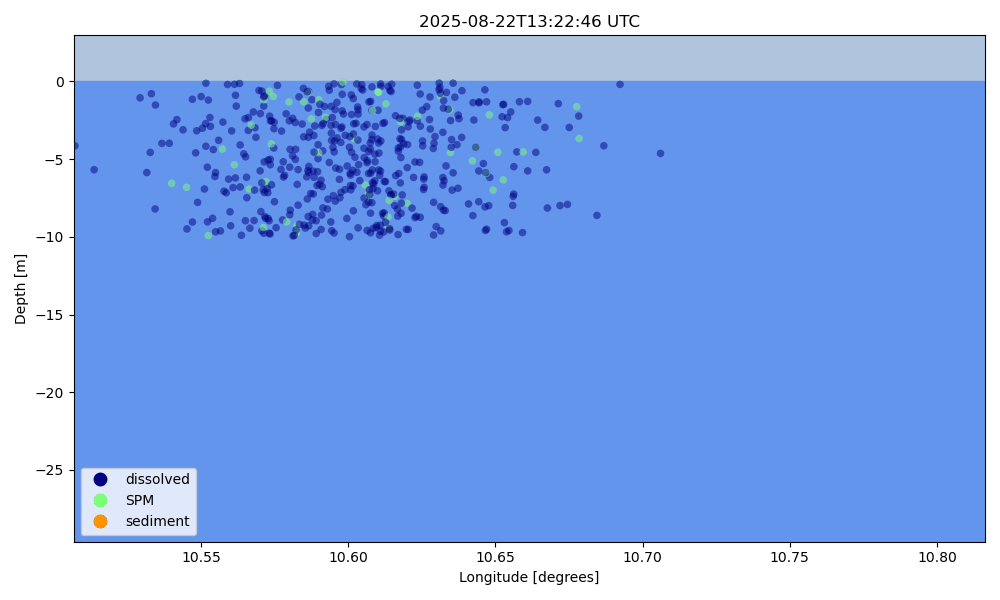 2025-08-22T13:22:46 UTC
0
−5
−10
−15
−20
−25
Depth [m]
dissolved
SPM
sediment
10.55 10.60 10.65 10.70 10.75 10.80
Longitude [degrees]